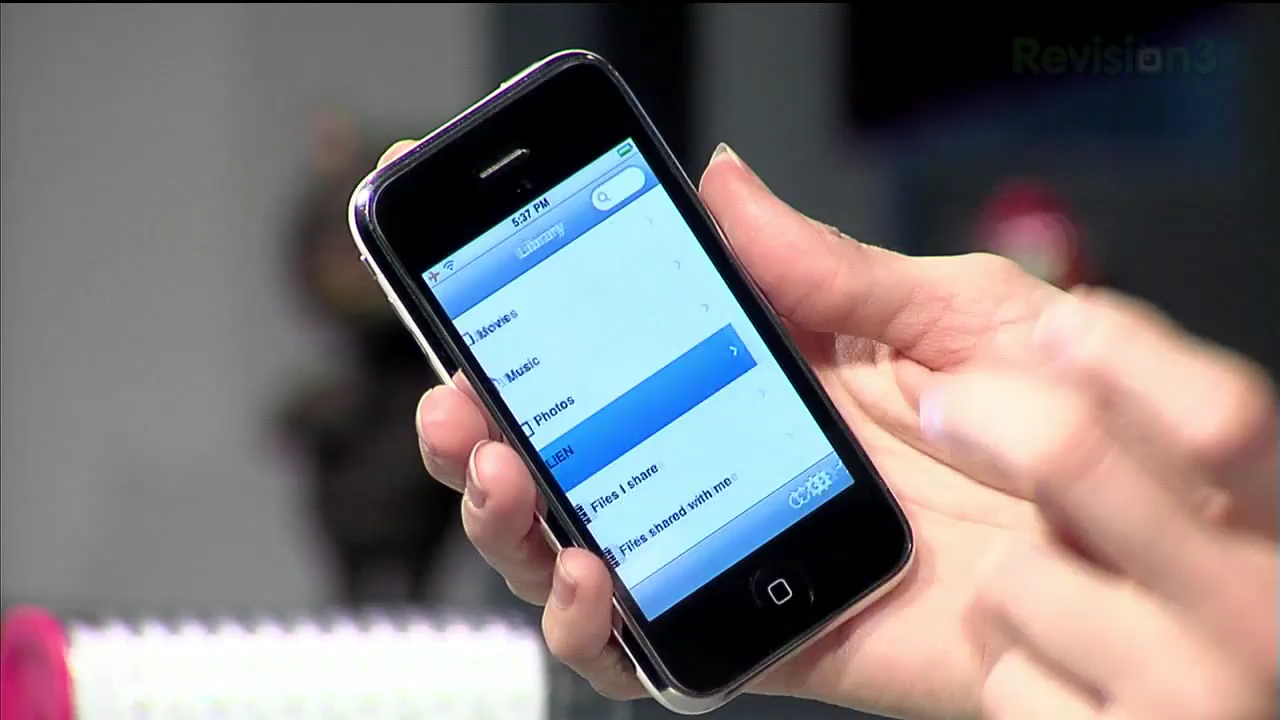 Revision3
5:37 PM
Library
Movies
Music
Photos
LIEN
Files I share
Files shared with me